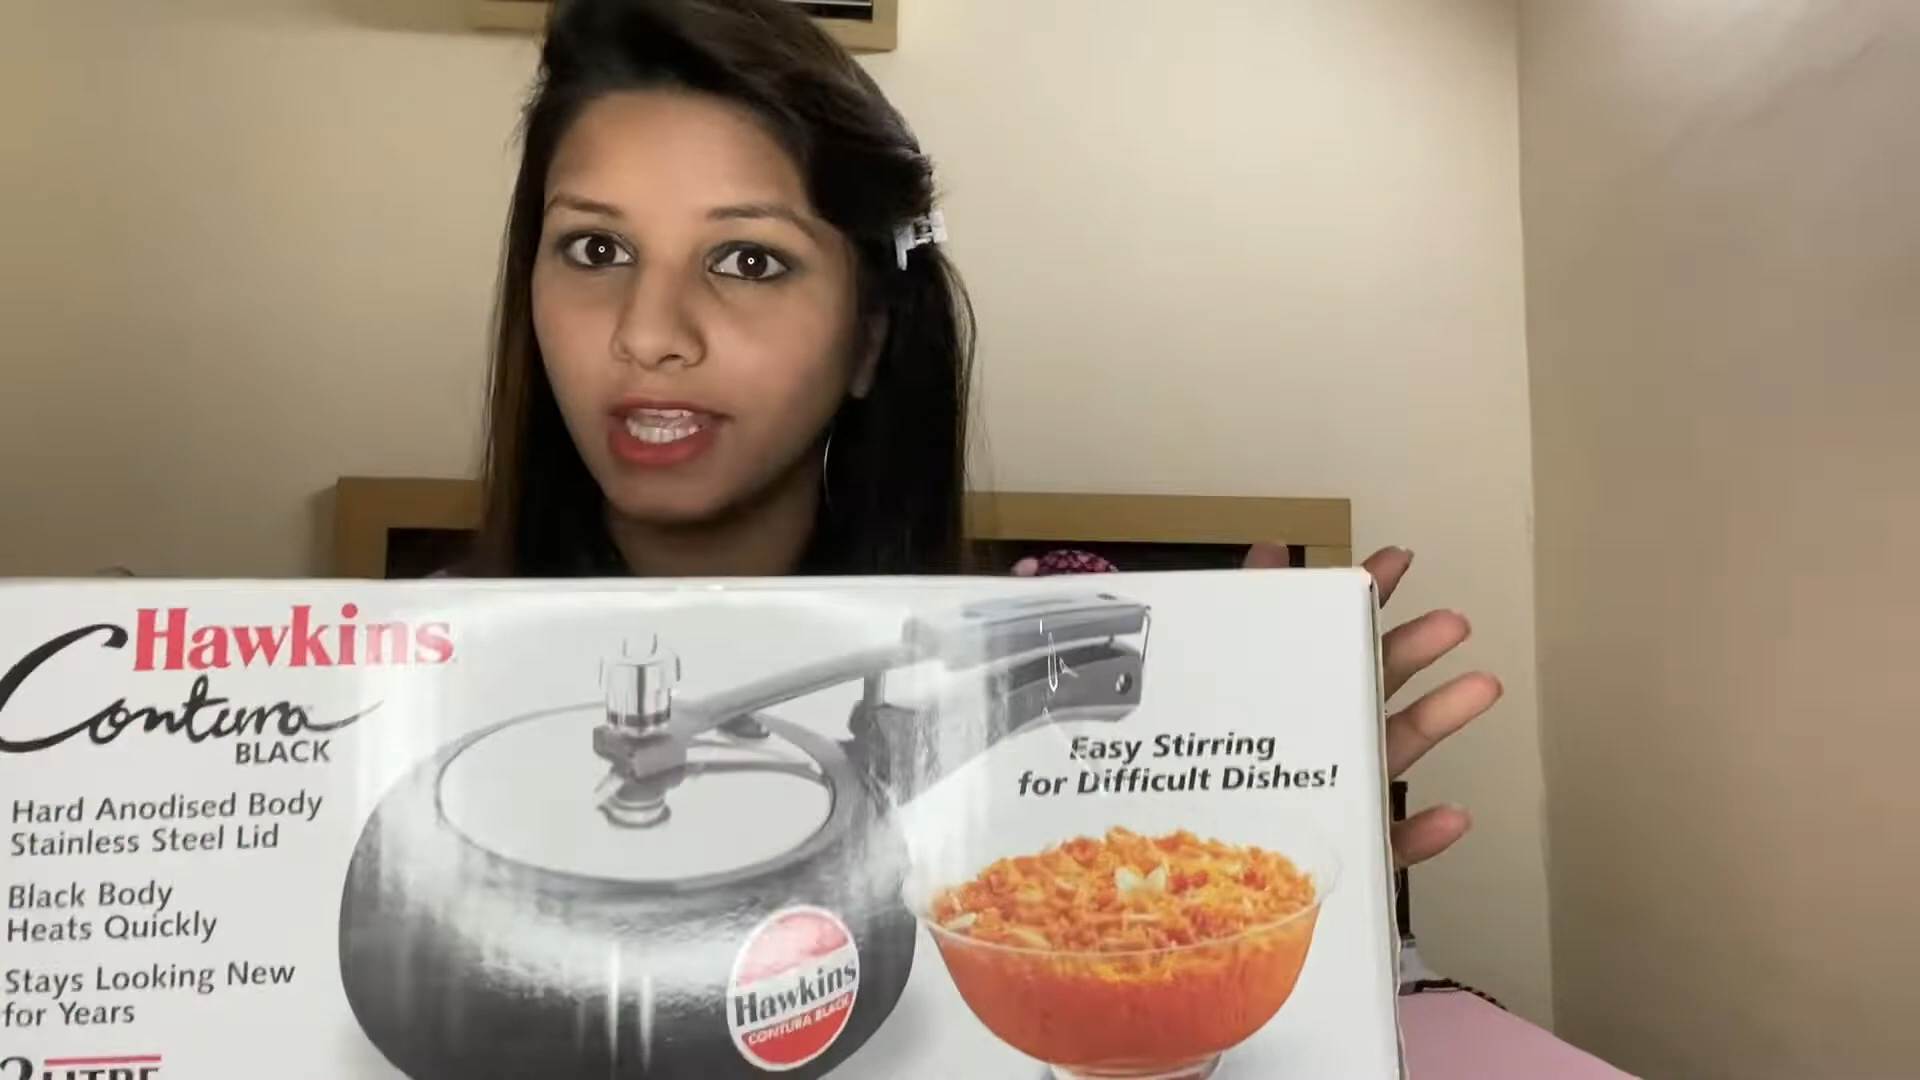 Hawkins
Contura
BLACK
Hard Anodised Body
Stainless Steel Lid
Black Body
Heats Quickly
Stays Looking New
for Years
Easy Stirring
for Difficult Dishes!
Hawkins
CONTURA BLACK